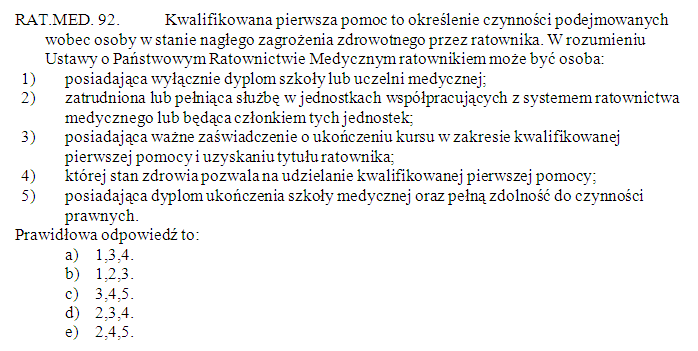 RAT.MED. 92. Kwalifikowana pierwsza pomoc to określenie czynności podejmowanych
wobec osoby w stanie nagłego zagrożenia zdrowotnego przez ratownika. W rozumieniu
Ustawy o Państwowym Ratownictwie Medycznym ratownikiem może być osoba:
1) posiadająca wyłącznie dyplom szkoły lub uczelni medycznej;
2) zatrudniona lub pełniąca służbę w jednostkach współpracujących z systemem ratownictwa
medycznego lub będąca członkiem tych jednostek;
3) posiadająca ważne zaświadczenie o ukończeniu kursu w zakresie kwalifikowanej
pierwszej pomocy i uzyskaniu tytułu ratownika;
4) której stan zdrowia pozwala na udzielanie kwalifikowanej pierwszej pomocy;
5) posiadająca dyplom ukończenia szkoły medycznej oraz pełną zdolność do czynności
prawnych.
Prawidłowa odpowiedź to:
a) 1,3,4.
b) 1,2,3.
c) 3,4,5.
d) 2,3,4.
e) 2,4,5.